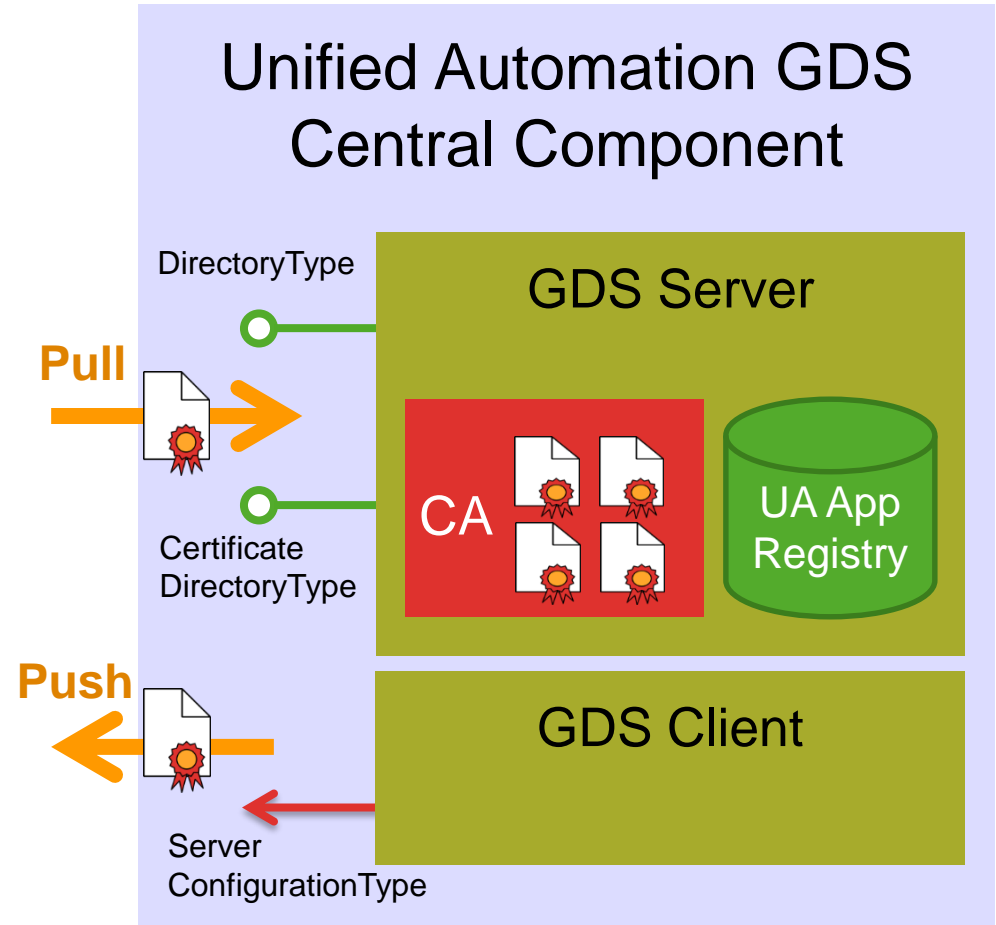 Unified Automation GDS
Central Component
DirectoryType
GDS Server
Pull
CA
UA App
Registry
Certificate
DirectoryType
Push
GDS Client
Server
ConfigurationType